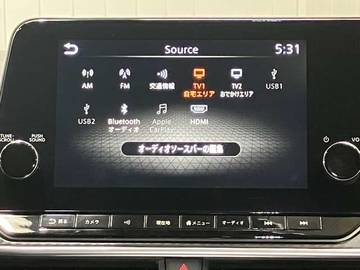 Source
5:31
AM FM 交通情報 TV1 TV2 USB1
自宅エリア おでかけエリア
USB2 Bluetooth Apple HDMI
オーディオ CarPlay
オーディオソースバーの編集
TUNE-
SCROLL
PUSH
SOUND
VOL
戻る カメラ 現在地 メニュー オーディオ